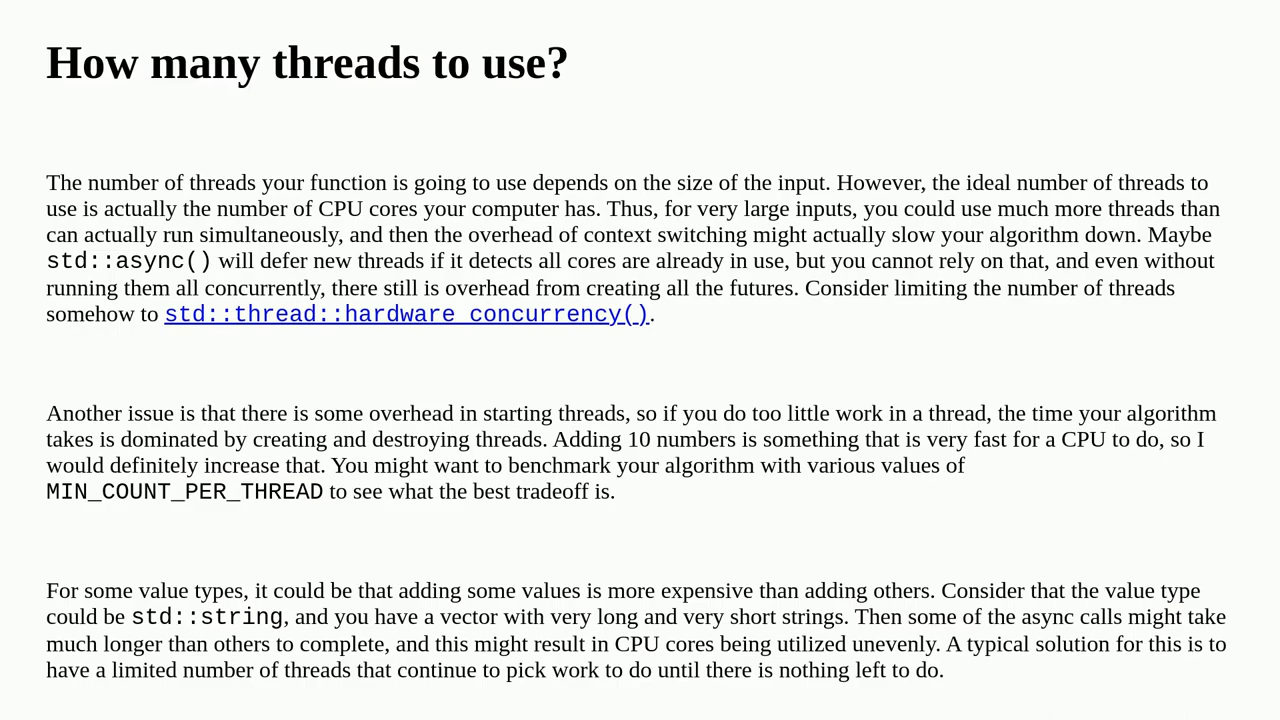 How many threads to use?
The number of threads your function is going to use depends on the size of the input. However, the ideal number of threads to
use is actually the number of CPU cores your computer has. Thus, for very large inputs, you could use much more threads than
can actually run simultaneously, and then the overhead of context switching might actually slow your algorithm down. Maybe
std::async() will defer new threads if it detects all cores are already in use, but you cannot rely on that, and even without
running them all concurrently, there still is overhead from creating all the futures. Consider limiting the number of threads
somehow to std::thread::hardware_concurrency().
Another issue is that there is some overhead in starting threads, so if you do too little work in a thread, the time your algorithm
takes is dominated by creating and destroying threads. Adding 10 numbers is something that is very fast for a CPU to do, so I
would definitely increase that. You might want to benchmark your algorithm with various values of
MIN_COUNT_PER_THREAD to see what the best tradeoff is.
For some value types, it could be that adding some values is more expensive than adding others. Consider that the value type
could be std::string, and you have a vector with very long and very short strings. Then some of the async calls might take
much longer than others to complete, and this might result in CPU cores being utilized unevenly. A typical solution for this is to
have a limited number of threads that continue to pick work to do until there is nothing left to do.